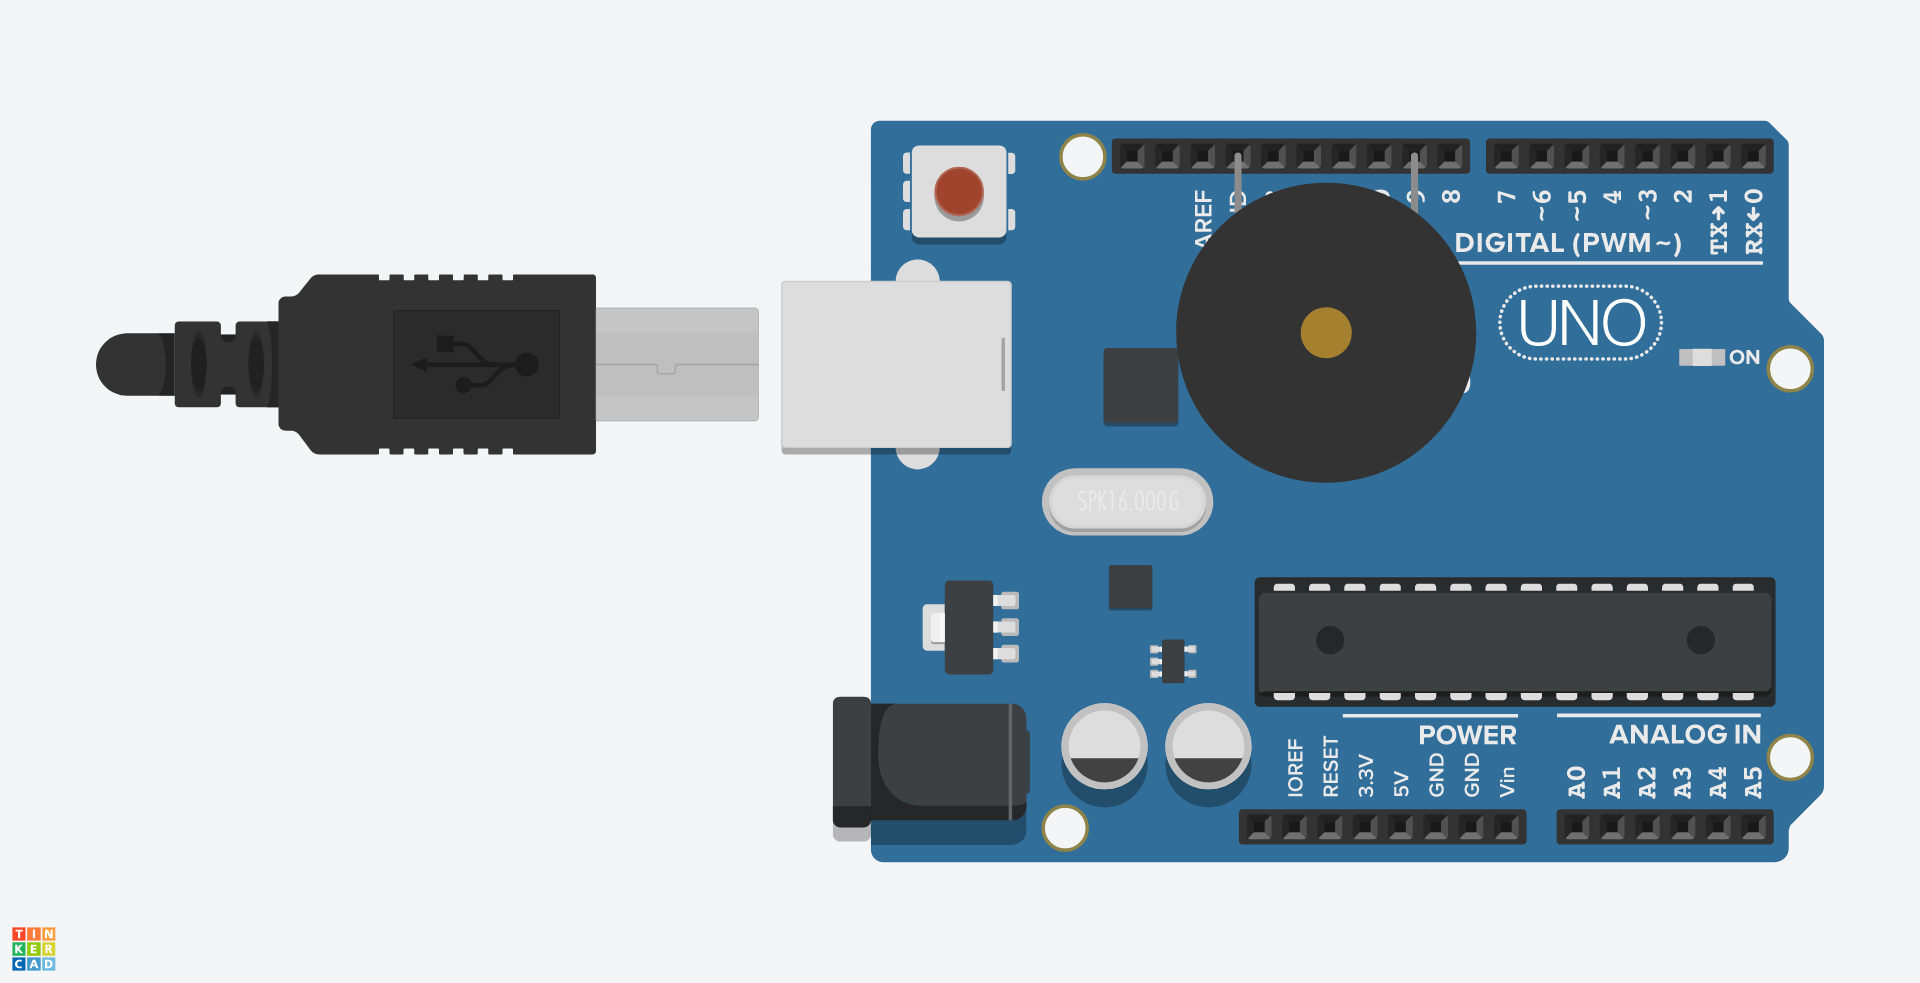 AREF
8
7
~6
~5
4
~3
2
TX→1
RX←0
DIGITAL (PWM~)
UNO
ON
SPK16.000G
POWER
ANALOG IN
IOREF
RESET
3.3V
5V
GND
GND
Vin
A0
A1
A2
A3
A4
A5
TIN
KER
CAD